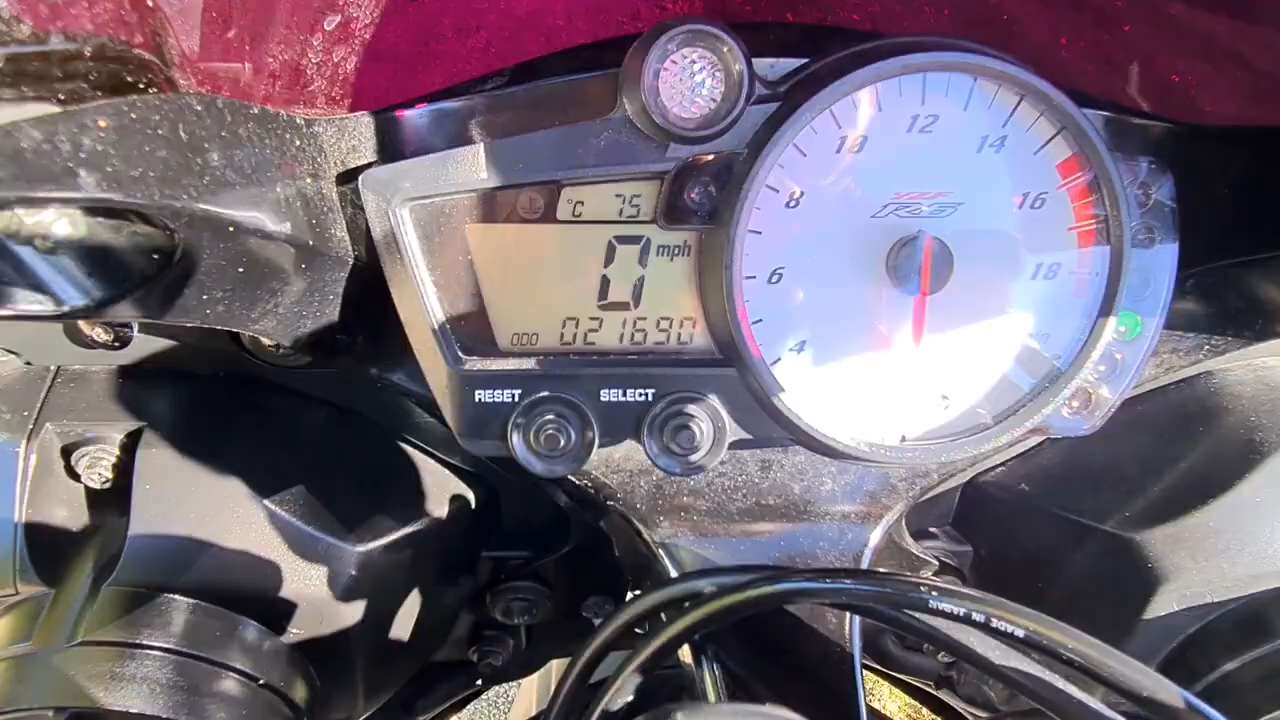 °C 75
0 mph
ODO 021690
RESET SELECT
4
6
8
10
12
14
16
18
YZF
R6
MADE IN JAPAN